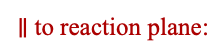 ∥ to reaction plane: